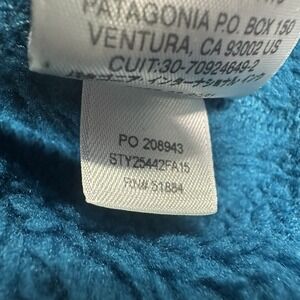 PATAGONIA P.O. BOX 150
VENTURA, CA 93002 US
CUIT:30-70924649-2
PO 208943
STY25442FA15
RN# 51884